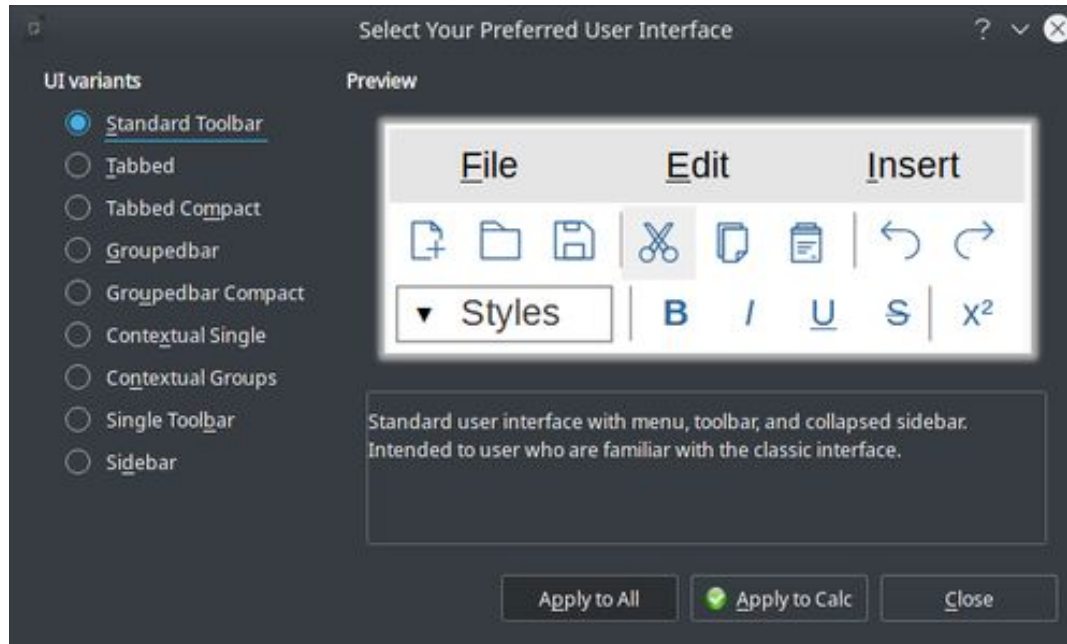 Select Your Preferred User Interface
?
UI variants
Standard Toolbar
Tabbed
Tabbed Compact
Groupedbar
Groupedbar Compact
Contextual Single
Contextual Groups
Single Toolbar
Sidebar
Preview
File Edit Insert
Styles B I U S x²
Standard user interface with menu, toolbar, and collapsed sidebar.
Intended to user who are familiar with the classic interface.
Apply to All Apply to Calc Close